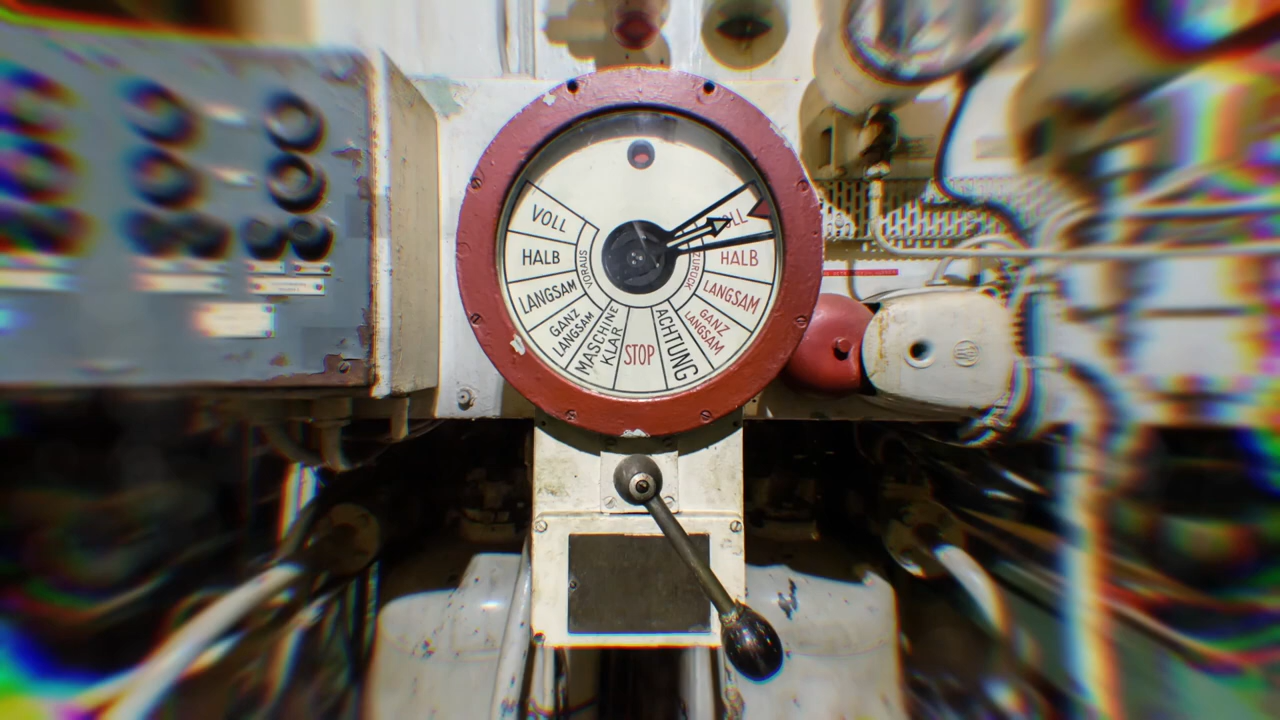 VOLL
HALB
LANGSAM
GANZ
LANGSAM
MASCHINE
KLAR
STOP
ACHTUNG
GANZ
LANGSAM
LANGSAM
HALB
VORAUS
ZURÜCK